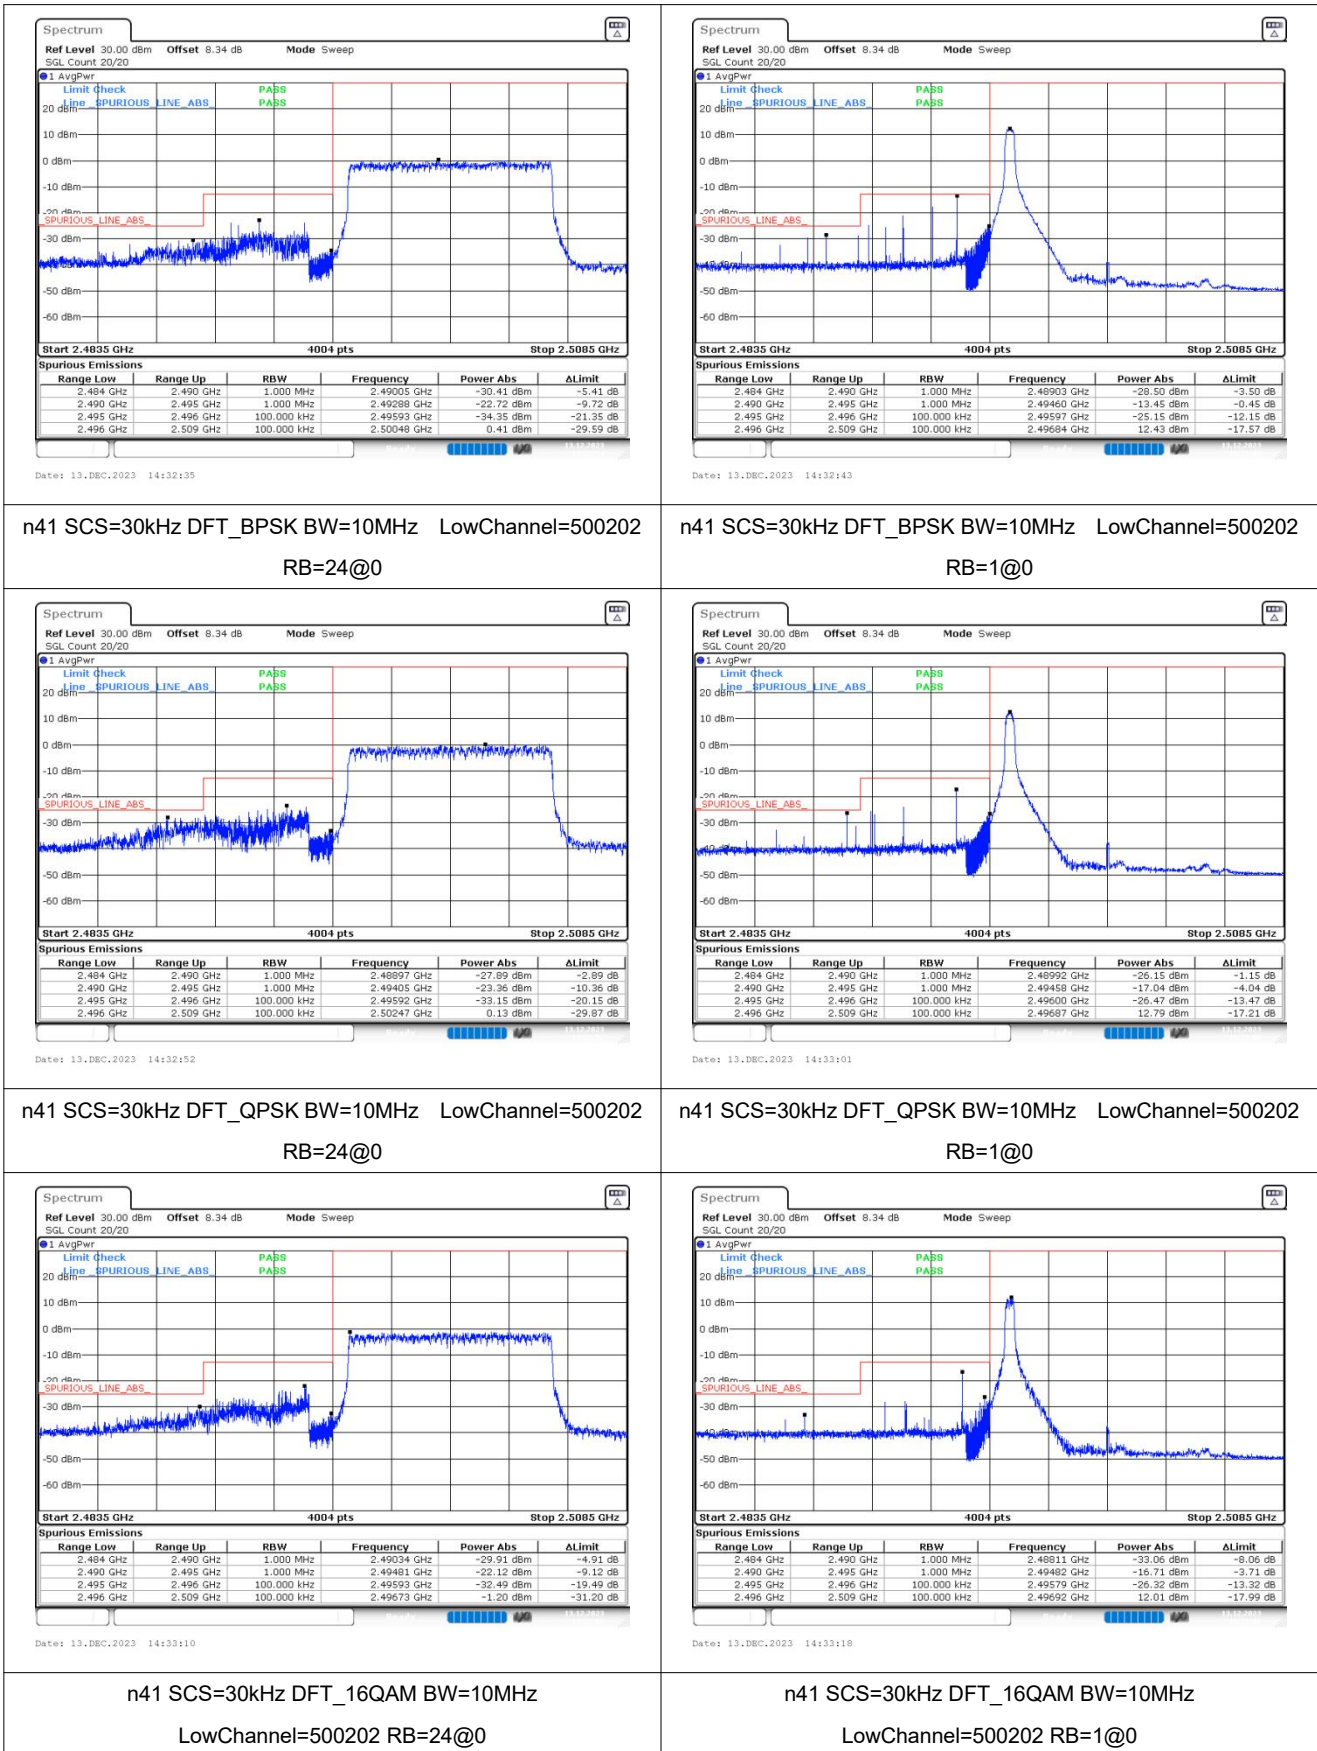 Spectrum
Ref Level 30.00 dBm Offset 8.34 dB Mode Sweep
SGL Count 20/20
1 AvgPwr
Limit Check PASS
Line _SPURIOUS_LINE_ABS_ PASS
20 dBm
10 dBm
0 dBm
-10 dBm
-20 dBm
_SPURIOUS_LINE_ABS_
-30 dBm
-40 dBm
-50 dBm
-60 dBm
Start 2.4835 GHz 4004 pts Stop 2.5085 GHz
Spurious Emissions
Range Low Range Up RBW Frequency Power Abs ΔLimit
2.484 GHz 2.490 GHz 1.000 MHz 2.49005 GHz -30.41 dBm -5.41 dB
2.490 GHz 2.495 GHz 1.000 MHz 2.49288 GHz -22.72 dBm -9.72 dB
2.495 GHz 2.496 GHz 100.000 kHz 2.49593 GHz -34.35 dBm -21.35 dB
2.496 GHz 2.509 GHz 100.000 kHz 2.50048 GHz 0.41 dBm -29.59 dB
Date: 13.DEC.2023 14:32:35
n41 SCS=30kHz DFT_BPSK BW=10MHz LowChannel=500202
RB=24@0
Spectrum
Ref Level 30.00 dBm Offset 8.34 dB Mode Sweep
SGL Count 20/20
1 AvgPwr
Limit Check PASS
Line _SPURIOUS_LINE_ABS_ PASS
20 dBm
10 dBm
0 dBm
-10 dBm
-20 dBm
_SPURIOUS_LINE_ABS_
-30 dBm
-40 dBm
-50 dBm
-60 dBm
Start 2.4835 GHz 4004 pts Stop 2.5085 GHz
Spurious Emissions
Range Low Range Up RBW Frequency Power Abs ΔLimit
2.484 GHz 2.490 GHz 1.000 MHz 2.48903 GHz -28.50 dBm -3.50 dB
2.490 GHz 2.495 GHz 1.000 MHz 2.49460 GHz -13.45 dBm -0.45 dB
2.495 GHz 2.496 GHz 100.000 kHz 2.49597 GHz -25.15 dBm -12.15 dB
2.496 GHz 2.509 GHz 100.000 kHz 2.49684 GHz 12.43 dBm -17.57 dB
Date: 13.DEC.2023 14:32:43
n41 SCS=30kHz DFT_BPSK BW=10MHz LowChannel=500202
RB=1@0
Spectrum
Ref Level 30.00 dBm Offset 8.34 dB Mode Sweep
SGL Count 20/20
1 AvgPwr
Limit Check PASS
Line _SPURIOUS_LINE_ABS_ PASS
20 dBm
10 dBm
0 dBm
-10 dBm
-20 dBm
_SPURIOUS_LINE_ABS_
-30 dBm
-40 dBm
-50 dBm
-60 dBm
Start 2.4835 GHz 4004 pts Stop 2.5085 GHz
Spurious Emissions
Range Low Range Up RBW Frequency Power Abs ΔLimit
2.484 GHz 2.490 GHz 1.000 MHz 2.48897 GHz -27.89 dBm -2.89 dB
2.490 GHz 2.495 GHz 1.000 MHz 2.49405 GHz -23.36 dBm -10.36 dB
2.495 GHz 2.496 GHz 100.000 kHz 2.49592 GHz -33.15 dBm -20.15 dB
2.496 GHz 2.509 GHz 100.000 kHz 2.50247 GHz 0.13 dBm -29.87 dB
Date: 13.DEC.2023 14:32:52
n41 SCS=30kHz DFT_QPSK BW=10MHz LowChannel=500202
RB=24@0
Spectrum
Ref Level 30.00 dBm Offset 8.34 dB Mode Sweep
SGL Count 20/20
1 AvgPwr
Limit Check PASS
Line _SPURIOUS_LINE_ABS_ PASS
20 dBm
10 dBm
0 dBm
-10 dBm
-20 dBm
_SPURIOUS_LINE_ABS_
-30 dBm
-40 dBm
-50 dBm
-60 dBm
Start 2.4835 GHz 4004 pts Stop 2.5085 GHz
Spurious Emissions
Range Low Range Up RBW Frequency Power Abs ΔLimit
2.484 GHz 2.490 GHz 1.000 MHz 2.48992 GHz -26.15 dBm -1.15 dB
2.490 GHz 2.495 GHz 1.000 MHz 2.49458 GHz -17.04 dBm -4.04 dB
2.495 GHz 2.496 GHz 100.000 kHz 2.49600 GHz -26.47 dBm -13.47 dB
2.496 GHz 2.509 GHz 100.000 kHz 2.49687 GHz 12.79 dBm -17.21 dB
Date: 13.DEC.2023 14:33:01
n41 SCS=30kHz DFT_QPSK BW=10MHz LowChannel=500202
RB=1@0
Spectrum
Ref Level 30.00 dBm Offset 8.34 dB Mode Sweep
SGL Count 20/20
1 AvgPwr
Limit Check PASS
Line _SPURIOUS_LINE_ABS_ PASS
20 dBm
10 dBm
0 dBm
-10 dBm
-20 dBm
_SPURIOUS_LINE_ABS_
-30 dBm
-40 dBm
-50 dBm
-60 dBm
Start 2.4835 GHz 4004 pts Stop 2.5085 GHz
Spurious Emissions
Range Low Range Up RBW Frequency Power Abs ΔLimit
2.484 GHz 2.490 GHz 1.000 MHz 2.49034 GHz -29.91 dBm -4.91 dB
2.490 GHz 2.495 GHz 1.000 MHz 2.49481 GHz -22.12 dBm -9.12 dB
2.495 GHz 2.496 GHz 100.000 kHz 2.49593 GHz -32.49 dBm -19.49 dB
2.496 GHz 2.509 GHz 100.000 kHz 2.49673 GHz -1.20 dBm -31.20 dB
Date: 13.DEC.2023 14:33:10
n41 SCS=30kHz DFT_16QAM BW=10MHz
LowChannel=500202 RB=24@0
Spectrum
Ref Level 30.00 dBm Offset 8.34 dB Mode Sweep
SGL Count 20/20
1 AvgPwr
Limit Check PASS
Line _SPURIOUS_LINE_ABS_ PASS
20 dBm
10 dBm
0 dBm
-10 dBm
-20 dBm
_SPURIOUS_LINE_ABS_
-30 dBm
-40 dBm
-50 dBm
-60 dBm
Start 2.4835 GHz 4004 pts Stop 2.5085 GHz
Spurious Emissions
Range Low Range Up RBW Frequency Power Abs ΔLimit
2.484 GHz 2.490 GHz 1.000 MHz 2.48811 GHz -33.06 dBm -8.06 dB
2.490 GHz 2.495 GHz 1.000 MHz 2.49482 GHz -16.71 dBm -3.71 dB
2.495 GHz 2.496 GHz 100.000 kHz 2.49579 GHz -26.32 dBm -13.32 dB
2.496 GHz 2.509 GHz 100.000 kHz 2.49692 GHz 12.01 dBm -17.99 dB
Date: 13.DEC.2023 14:33:18
n41 SCS=30kHz DFT_16QAM BW=10MHz
LowChannel=500202 RB=1@0